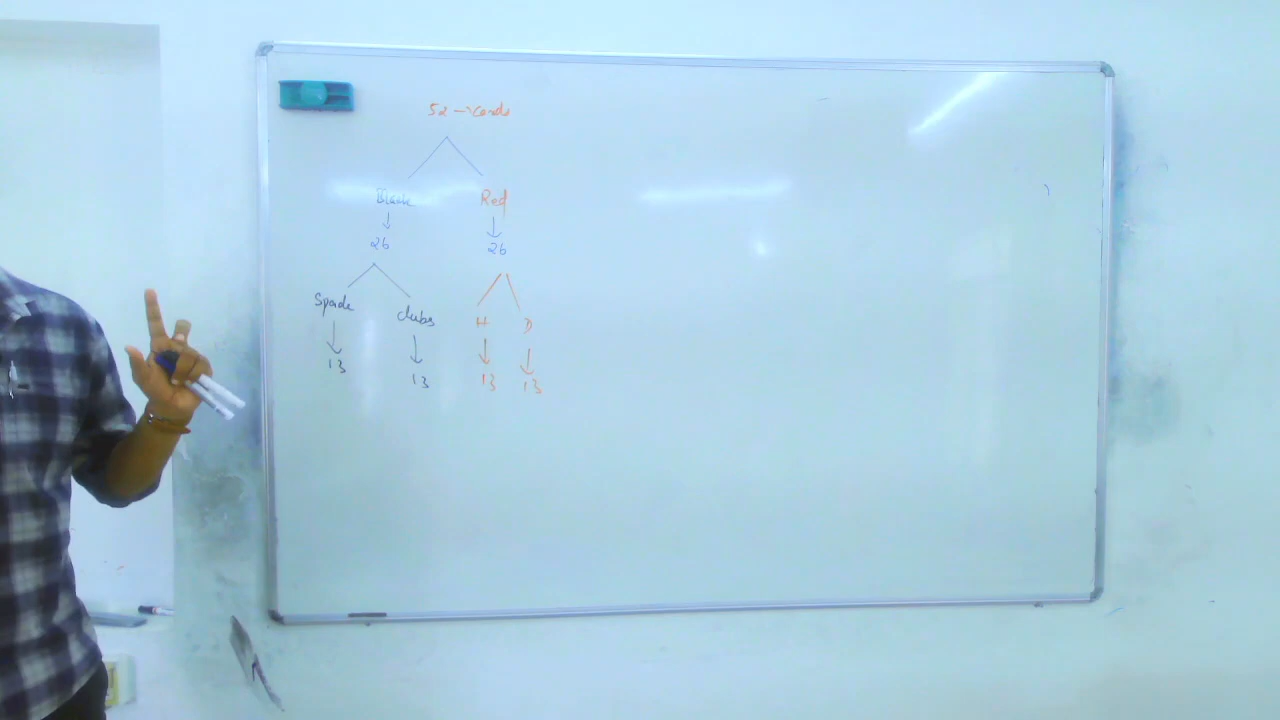 52 → cards
Black Red
↓ ↓
26 26
Spade clubs H D
↓ ↓ ↓ ↓
13 13 13 13